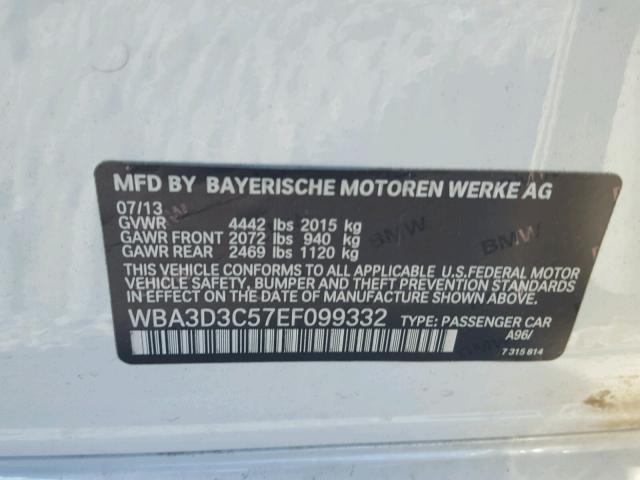 MFD BY BAYERISCHE MOTOREN WERKE AG
07/13
GVWR 4442 lbs 2015 kg
GAWR FRONT 2072 lbs 940 kg
GAWR REAR 2469 lbs 1120 kg
THIS VEHICLE CONFORMS TO ALL APPLICABLE U.S.FEDERAL MOTOR
VEHICLE SAFETY, BUMPER AND THEFT PREVENTION STANDARDS
IN EFFECT ON THE DATE OF MANUFACTURE SHOWN ABOVE.
WBA3D3C57EF099332 TYPE: PASSENGER CAR
A96/
7 315 814
BMW